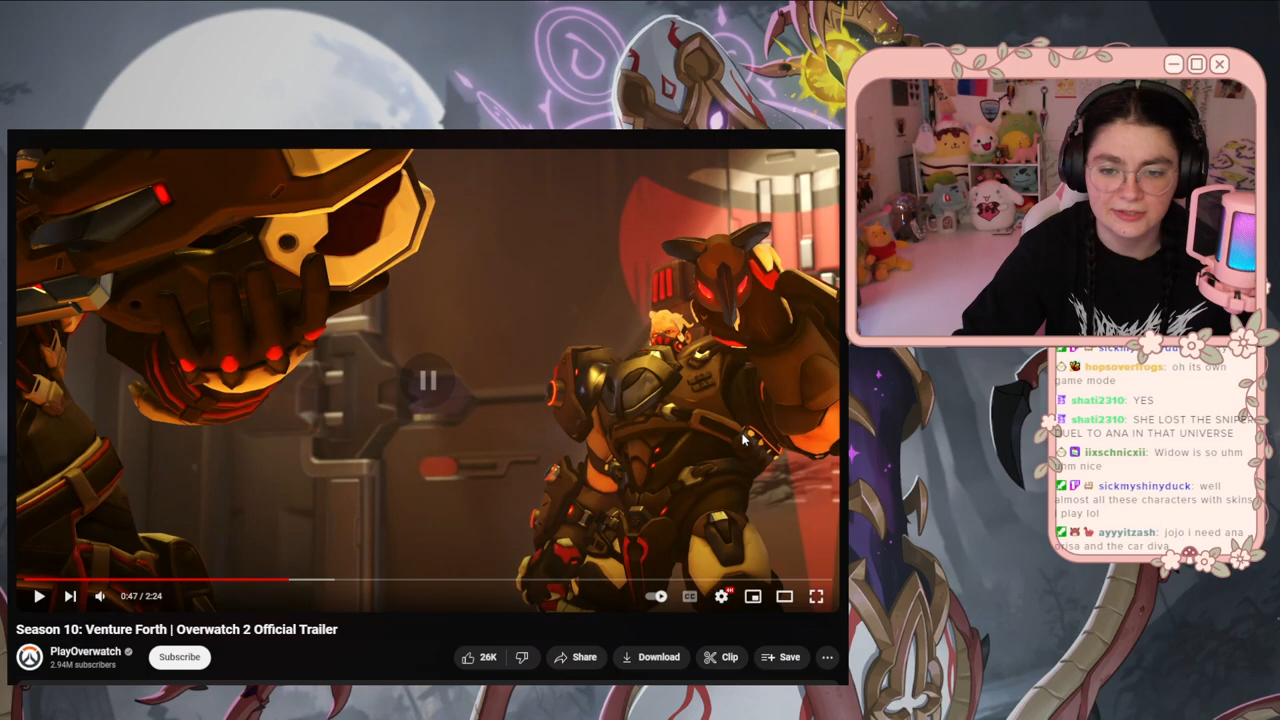 hopsoverfrogs: oh its own
game mode
shati2310: YES
shati2310: SHE LOST THE SNIPER
DUEL TO ANA IN THAT UNIVERSE
iixschnicxii: Widow is so uhm
uhm nice
sickmyshinyduck: well
almost all these characters with skins
i play lol
ayyyitzash: jojo i need ana
orisa and the car diva
0:47 / 2:24
CC
Season 10: Venture Forth | Overwatch 2 Official Trailer
PlayOverwatch
2.94M subscribers
Subscribe
26K
Share
Download
Clip
Save